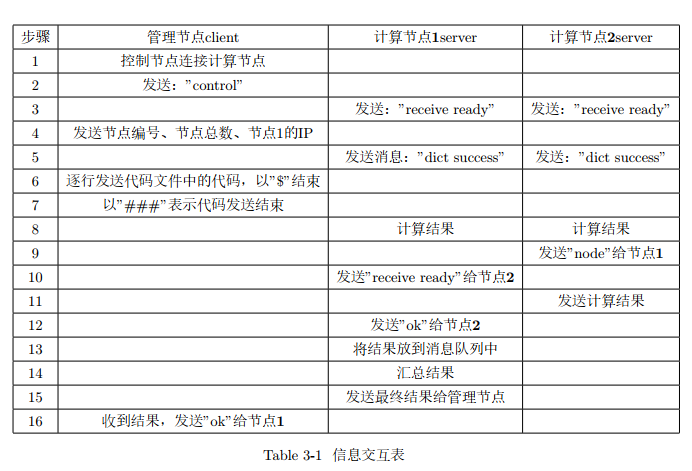 步骤 管理节点client 计算节点1server 计算节点2server
1 控制节点连接计算节点
2 发送：”control”
3 发送：”receive ready” 发送：”receive ready”
4 发送节点编号、节点总数、节点1的IP
5 发送消息：”dict success” 发送：”dict success”
6 逐行发送代码文件中的代码，以”$”结束
7 以”###”表示代码发送结束
8 计算结果 计算结果
9 发送”node”给节点1
10 发送”receive ready”给节点2
11 发送计算结果
12 发送”ok”给节点2
13 将结果放到消息队列中
14 汇总结果
15 发送最终结果给管理节点
16 收到结果，发送”ok”给节点1
Table 3-1 信息交互表